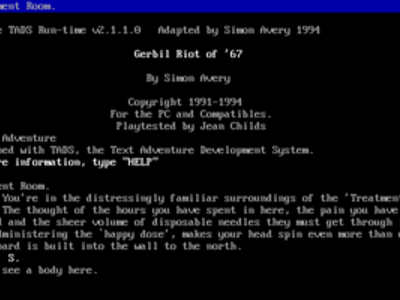 ment Room.
e TADS Run-time v2.1.1.0 Adapted by Simon Avery 1994
Gerbil Riot of '67
By Simon Avery
Copyright 1991-1994
For the PC and Compatibles.
Playtested by Jean Childs
Adventure
ped with TADS, the Text Adventure Development System.
re information, type "HELP"
ent Room.
You're in the distressingly familiar surroundings of the 'Treatment
The thought of the hours you have spent in here, the pain you have
d and the sheer volume of disposable needles they must get through
dministering the 'happy dose', makes your head spin even more than
oard is built into the wall to the north.
S.
see a body here.